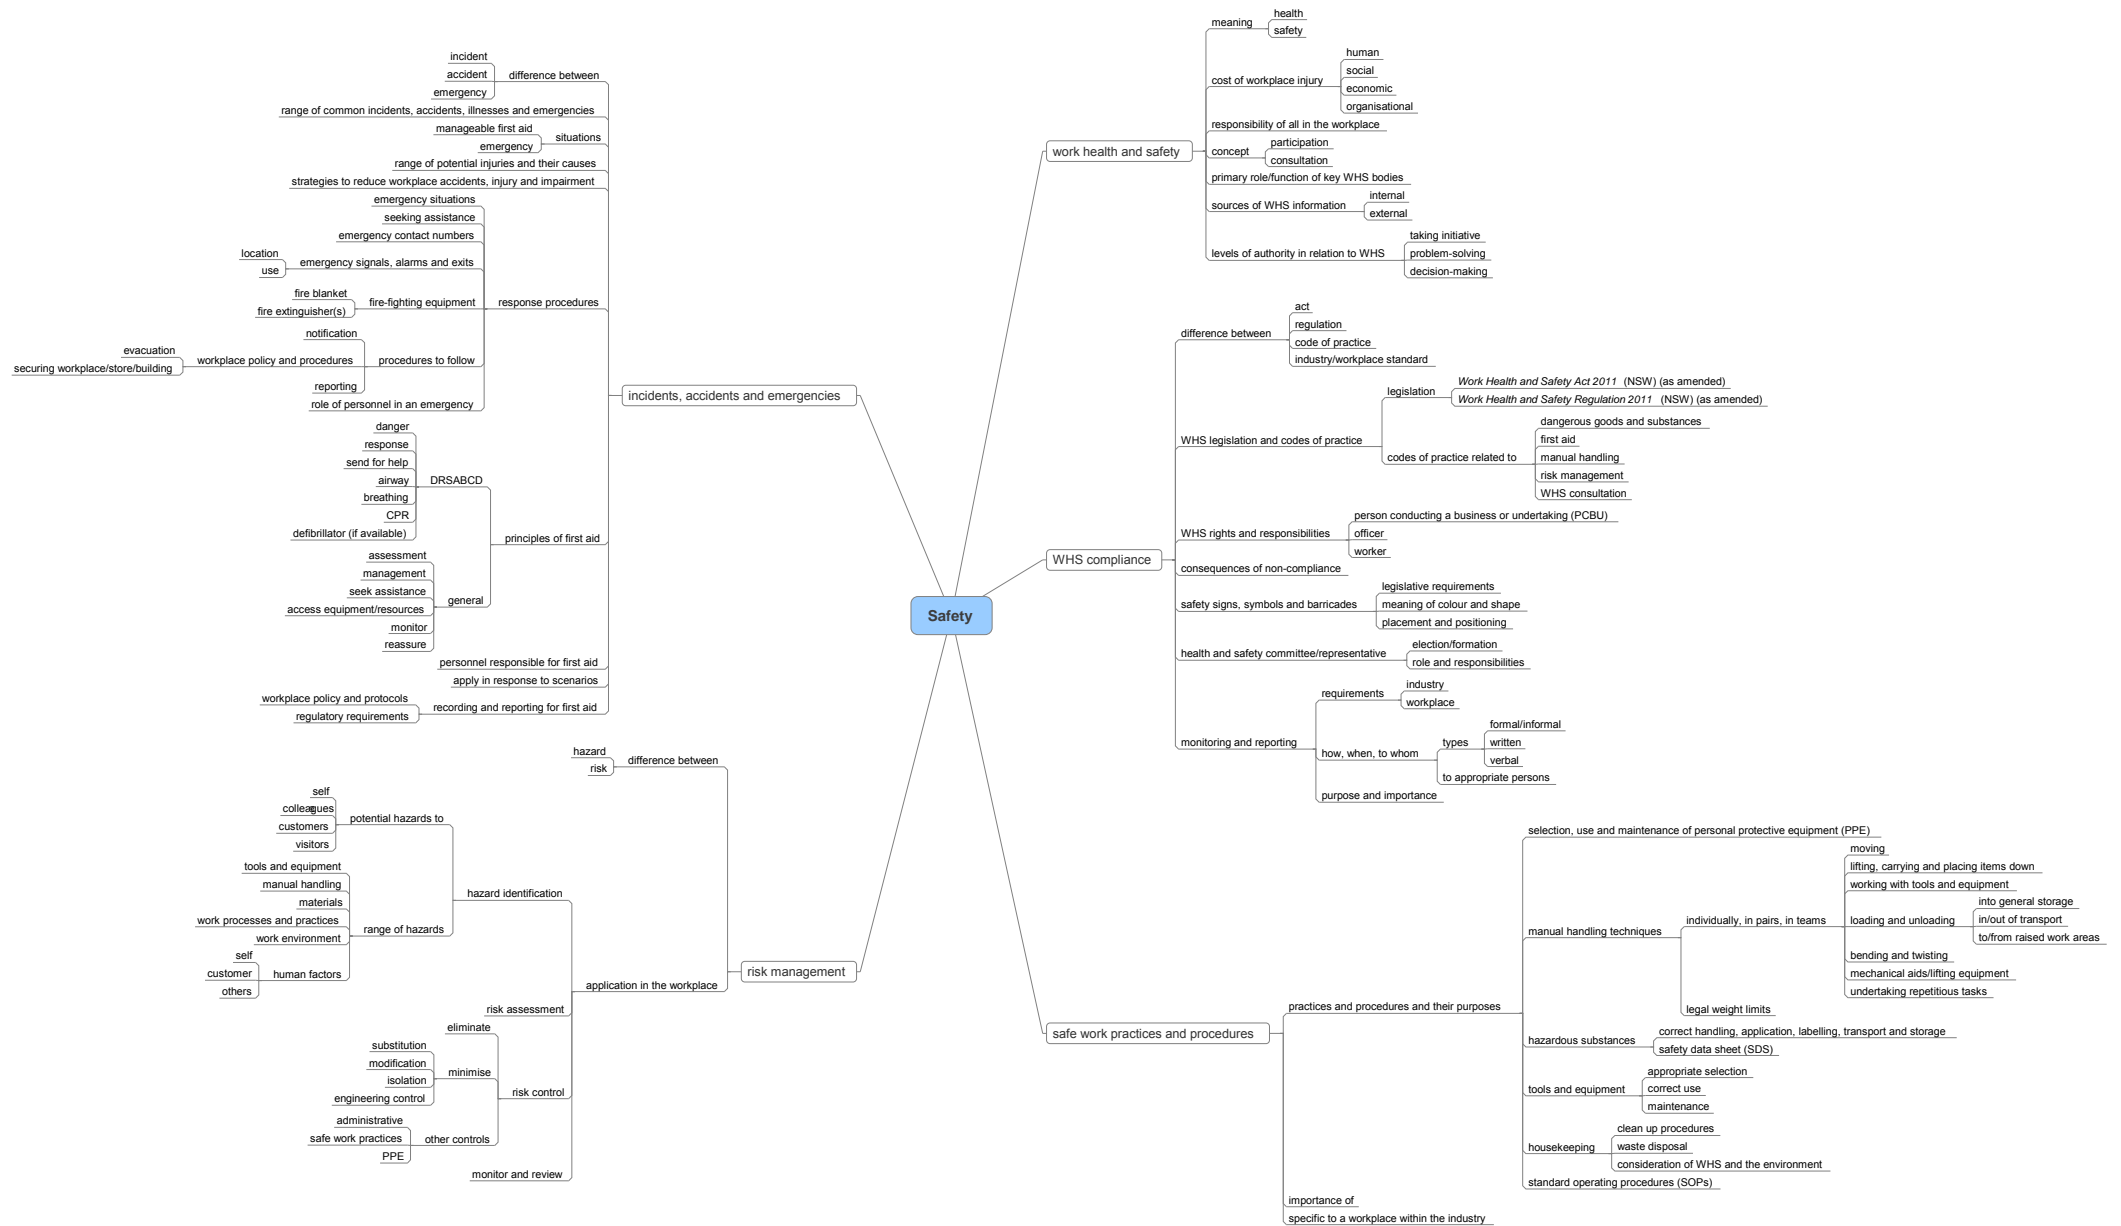 Safety
work health and safety
meaning
health
safety
cost of workplace injury
human
social
economic
organisational
responsibility of all in the workplace
concept
participation
consultation
primary role/function of key WHS bodies
sources of WHS information
internal
external
levels of authority in relation to WHS
taking initiative
problem-solving
decision-making
WHS compliance
difference between
act
regulation
code of practice
industry/workplace standard
WHS legislation and codes of practice
legislation
Work Health and Safety Act 2011 (NSW) (as amended)
Work Health and Safety Regulation 2011 (NSW) (as amended)
codes of practice related to
dangerous goods and substances
first aid
manual handling
risk management
WHS consultation
WHS rights and responsibilities
person conducting a business or undertaking (PCBU)
officer
worker
consequences of non-compliance
safety signs, symbols and barricades
legislative requirements
meaning of colour and shape
placement and positioning
health and safety committee/representative
election/formation
role and responsibilities
monitoring and reporting
requirements
industry
workplace
how, when, to whom
types
formal/informal
written
verbal
to appropriate persons
purpose and importance
safe work practices and procedures
practices and procedures and their purposes
selection, use and maintenance of personal protective equipment (PPE)
manual handling techniques
individually, in pairs, in teams
moving
lifting, carrying and placing items down
working with tools and equipment
loading and unloading
into general storage
in/out of transport
to/from raised work areas
bending and twisting
mechanical aids/lifting equipment
undertaking repetitious tasks
legal weight limits
hazardous substances
correct handling, application, labelling, transport and storage
safety data sheet (SDS)
tools and equipment
appropriate selection
correct use
maintenance
housekeeping
clean up procedures
waste disposal
consideration of WHS and the environment
standard operating procedures (SOPs)
importance of
specific to a workplace within the industry
incidents, accidents and emergencies
difference between
incident
accident
emergency
range of common incidents, accidents, illnesses and emergencies
situations
manageable first aid
emergency
range of potential injuries and their causes
strategies to reduce workplace accidents, injury and impairment
response procedures
emergency situations
seeking assistance
emergency contact numbers
emergency signals, alarms and exits
location
use
fire-fighting equipment
fire blanket
fire extinguisher(s)
procedures to follow
notification
workplace policy and procedures
evacuation
securing workplace/store/building
reporting
role of personnel in an emergency
principles of first aid
DRSABCD
danger
response
send for help
airway
breathing
CPR
defibrillator (if available)
general
assessment
management
seek assistance
access equipment/resources
monitor
reassure
personnel responsible for first aid
apply in response to scenarios
recording and reporting for first aid
workplace policy and protocols
regulatory requirements
risk management
difference between
hazard
risk
application in the workplace
hazard identification
potential hazards to
self
colleagues
customers
visitors
range of hazards
tools and equipment
manual handling
materials
work processes and practices
work environment
human factors
self
customer
others
risk assessment
risk control
eliminate
minimise
substitution
modification
isolation
engineering control
other controls
administrative
safe work practices
PPE
monitor and review